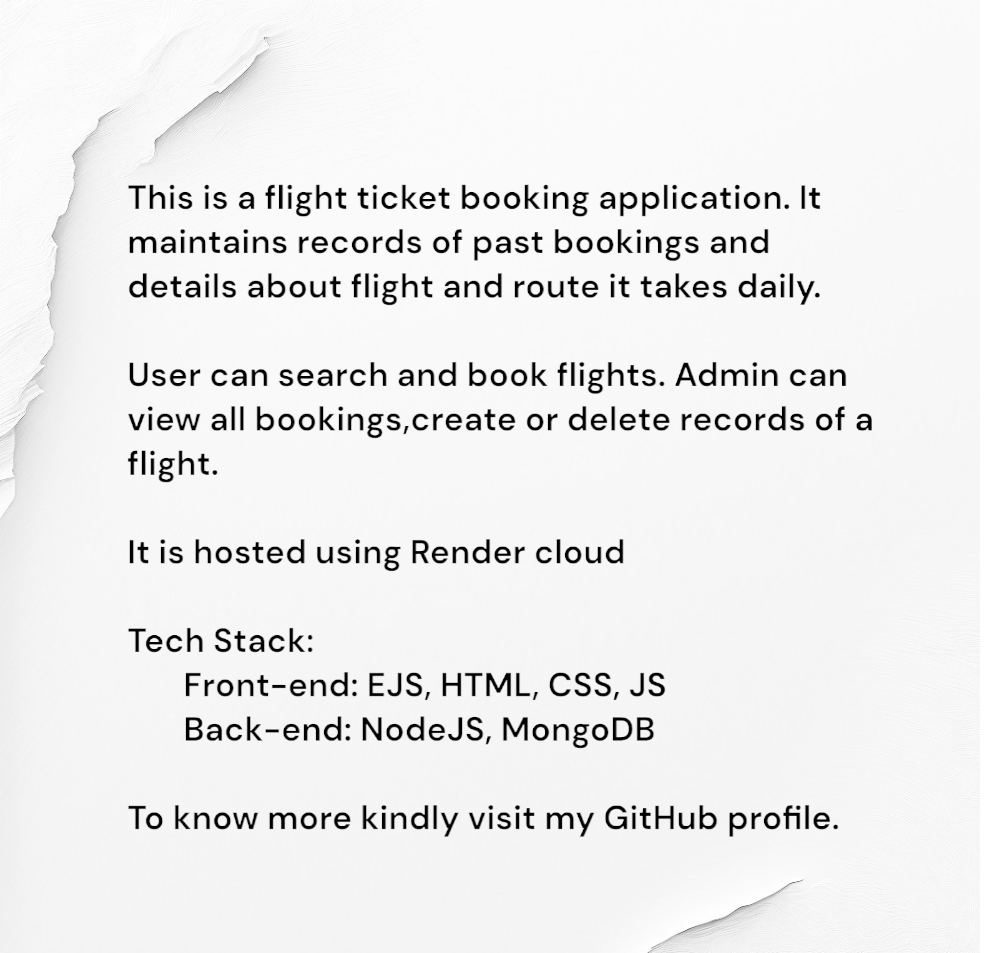 This is a flight ticket booking application. It
maintains records of past bookings and
details about flight and route it takes daily.
User can search and book flights. Admin can
view all bookings,create or delete records of a
flight.
It is hosted using Render cloud
Tech Stack:
Front-end: EJS, HTML, CSS, JS
Back-end: NodeJS, MongoDB
To know more kindly visit my GitHub profile.